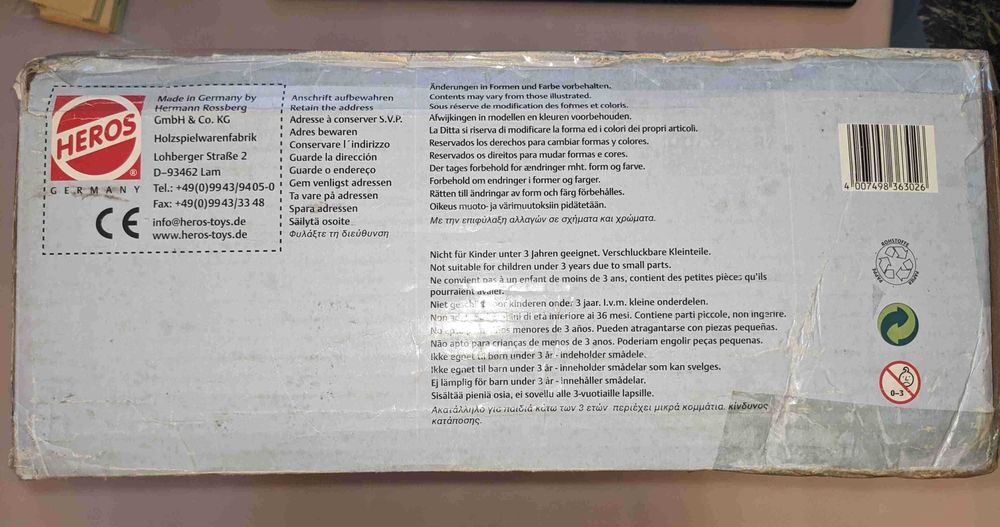 HEROS
®
GERMANY
Made in Germany by
Hermann Rossberg
GmbH & Co. KG
Holzspielwarenfabrik
Lohberger Straße 2
D–93462 Lam
Tel.: +49(0)9943/9405-0
Fax: +49(0)9943/33 48
info@heros-toys.de
www.heros-toys.de
CE
Anschrift aufbewahren
Retain the address
Adresse à conserver S.V.P.
Adres bewaren
Conservare l´indirizzo
Guarde la dirección
Guarde o endereço
Gem venligst adressen
Ta vare på adressen
Spara adressen
Säilytä osoite
Φυλάξτε τη διεύθυνση
Änderungen in Formen und Farbe vorbehalten.
Contents may vary from those illustrated.
Sous réserve de modification des formes et coloris.
Afwijkingen in modellen en kleuren voorbehouden.
La Ditta si riserva di modificare la forma ed i colori dei propri articoli.
Reservados los derechos para cambiar formas y colores.
Reservados os direitos para mudar formas e cores.
Der tages forbehold for ændringer mht. form og farve.
Forbehold om endringer i former og farger.
Rätten till ändringar av form och färg förbehålles.
Oikeus muoto- ja värimuutoksiin pidätetään.
Με την επιφύλαξη αλλαγών σε σχήματα και χρώματα.
Nicht für Kinder unter 3 Jahren geeignet. Verschluckbare Kleinteile.
Not suitable for children under 3 years due to small parts.
Ne convient pas à un enfant de moins de 3 ans, contient des petites pièces qu'ils
pourraient avaler.
Niet voor kinderen onder 3 jaar. I.v.m. kleine onderdelen.
Non di età inferiore ai 36 mesi. Contiene parti piccole, non ingerire.
menores de 3 años. Pueden atragantarse con piezas pequeñas.
Não apto para crianças de menos de 3 anos. Poderiam engolir peças pequenas.
Ikke egnet til børn under 3 år - indeholder smådele.
Ikke egnet til barn under 3 år - inneholder smådelar som kan svelges.
Ej lämplig för barn under 3 år - innehåller smådelar.
Sisältää pieniä osia, ei sovellu alle 3-vuotiaille lapsille.
Ακατάλληλο για παιδιά κάτω των 3 ετών περιέχει μικρά κομμάτια. κίνδυνος
κατάποσης.
4 007498 363026
ROHSTOFFE
0–3